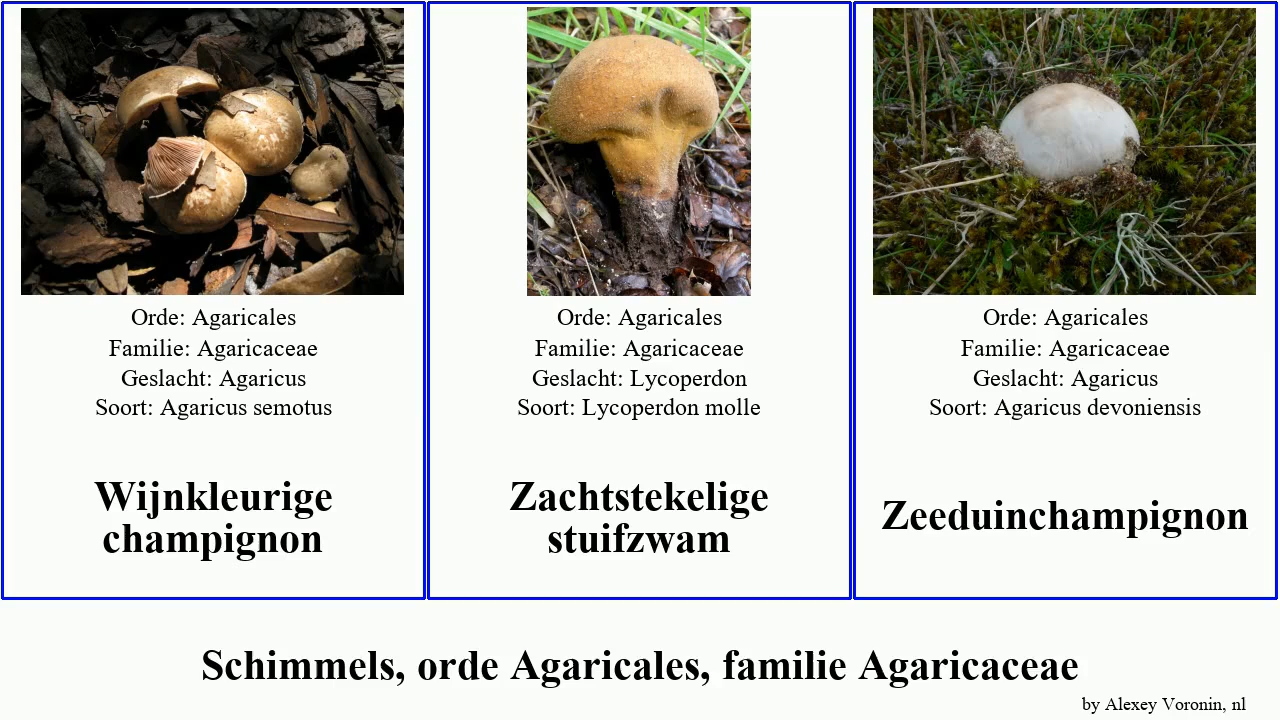 Orde: Agaricales
Familie: Agaricaceae
Geslacht: Agaricus
Soort: Agaricus semotus
Wijnkleurige
champignon
Orde: Agaricales
Familie: Agaricaceae
Geslacht: Lycoperdon
Soort: Lycoperdon molle
Zachtstekelige
stuifzwam
Orde: Agaricales
Familie: Agaricaceae
Geslacht: Agaricus
Soort: Agaricus devoniensis
Zeeduinchampignon
Schimmels, orde Agaricales, familie Agaricaceae
by Alexey Voronin, nl